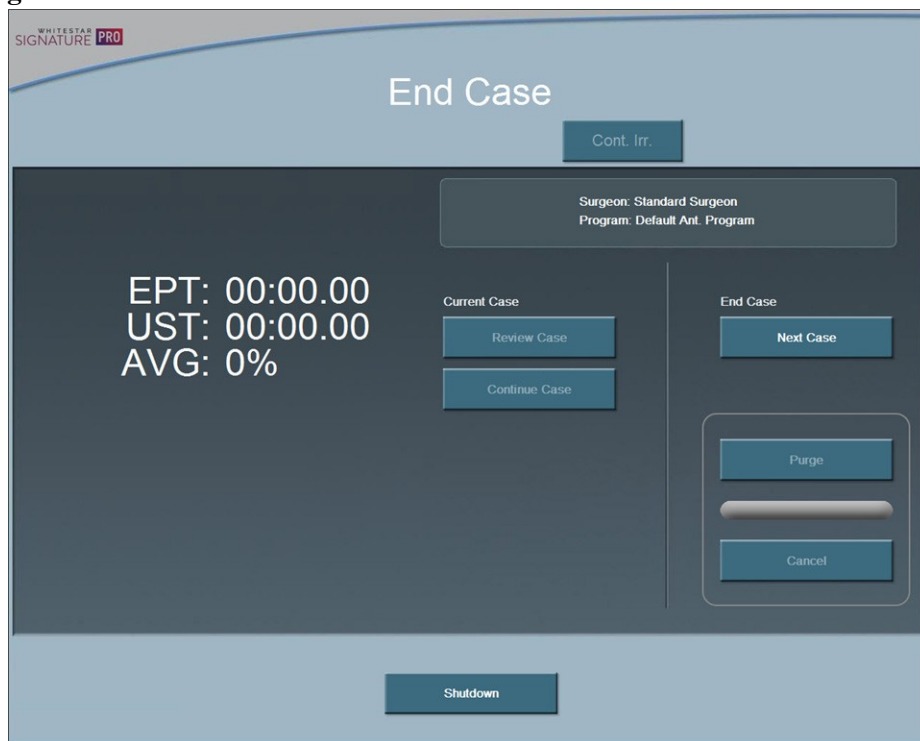 WHITESTAR
SIGNATURE PRO
End Case
Cont. Irr.
Surgeon: Standard Surgeon
Program: Default Ant. Program
EPT: 00:00.00
UST: 00:00.00
AVG: 0%
Current Case
Review Case
Continue Case
End Case
Next Case
Purge
Cancel
Shutdown